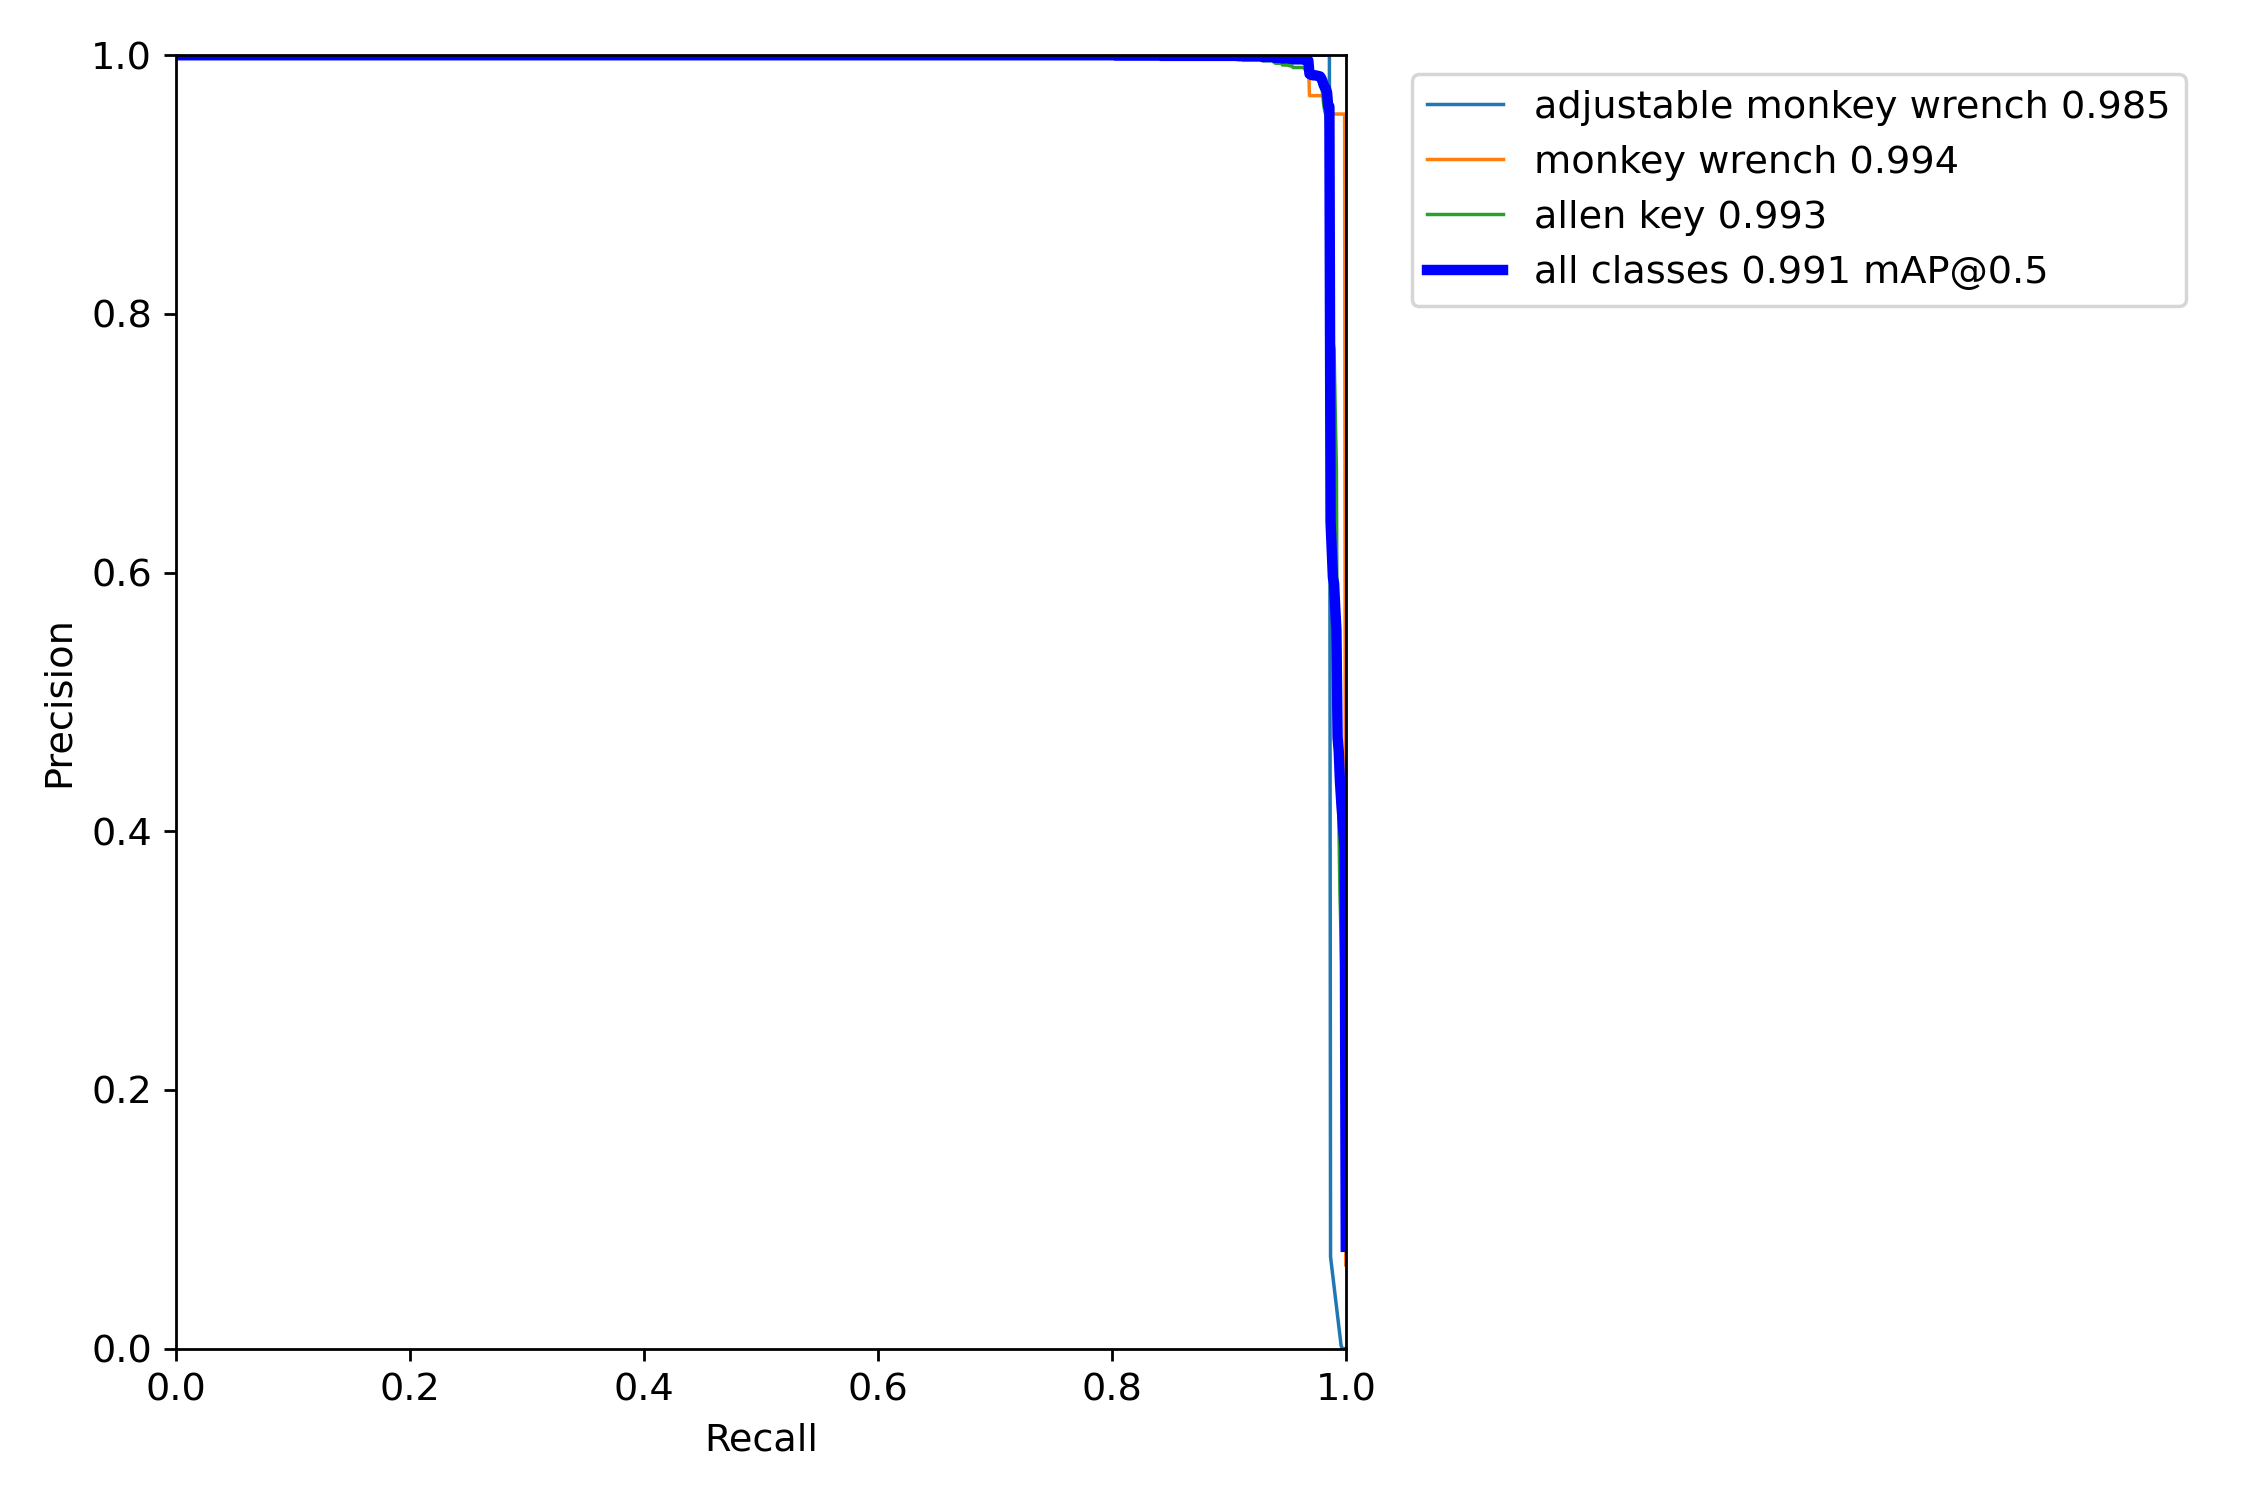 1.0
0.8
0.6
0.4
0.2
0.0
Precision
0.0 0.2 0.4 0.6 0.8 1.0
Recall
adjustable monkey wrench 0.985
monkey wrench 0.994
allen key 0.993
all classes 0.991 mAP@0.5